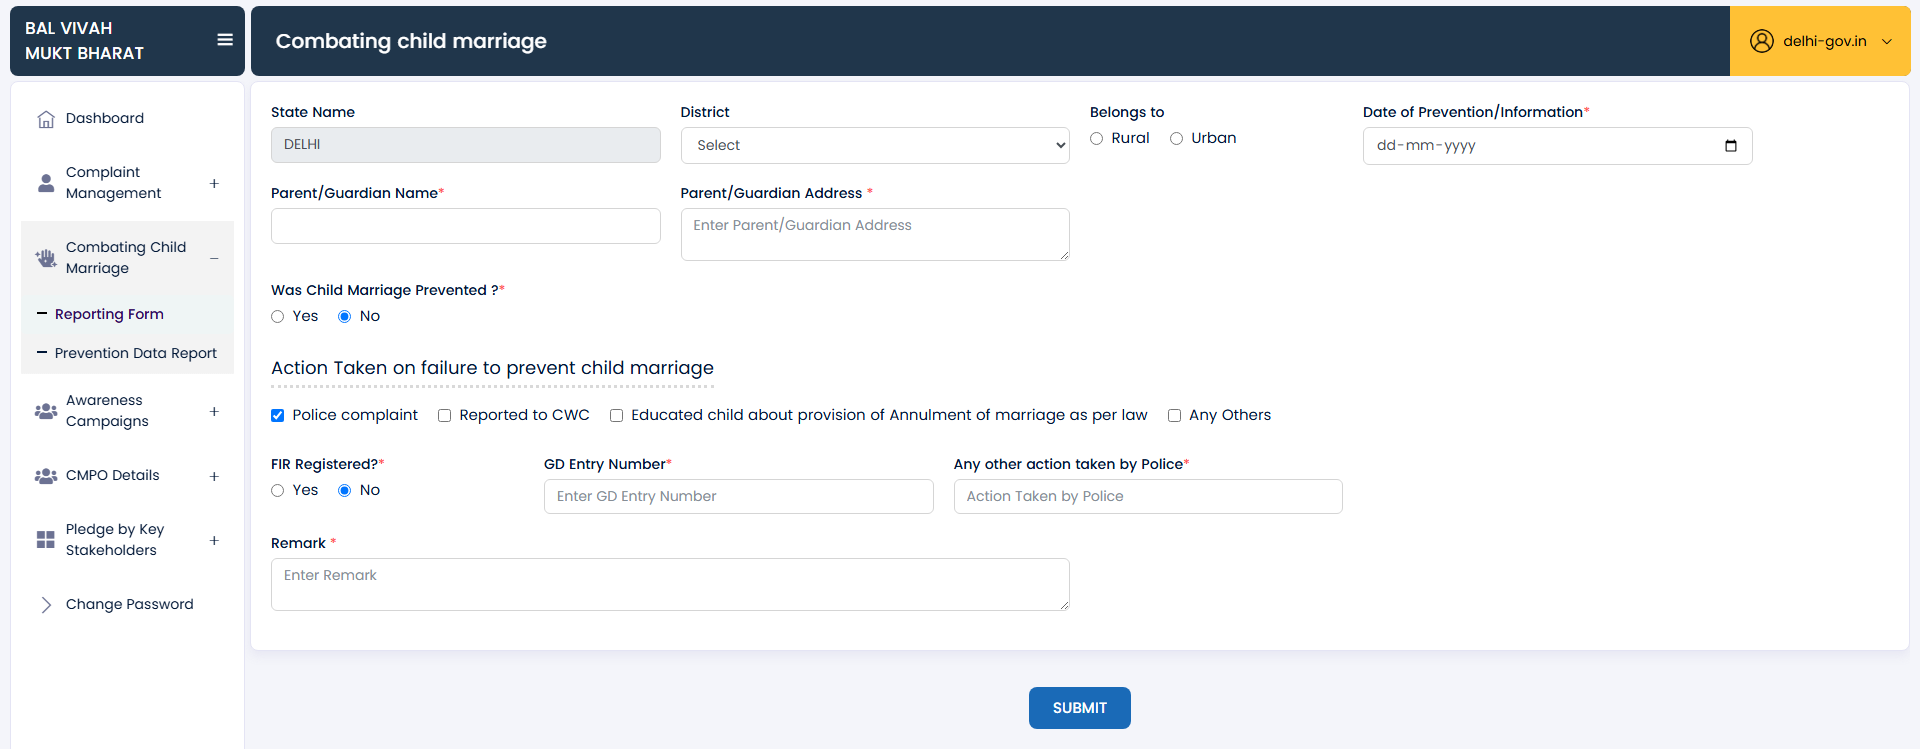 BAL VIVAH
MUKT BHARAT
Combating child marriage
delhi-gov.in
Dashboard
Complaint
Management
+
Combating Child
Marriage
–
Reporting Form
Prevention Data Report
Awareness
Campaigns
+
CMPO Details
+
Pledge by Key
Stakeholders
+
Change Password
State Name
DELHI
District
Select
Belongs to
Rural Urban
Date of Prevention/Information*
dd-mm-yyyy
Parent/Guardian Name*
Parent/Guardian Address *
Enter Parent/Guardian Address
Was Child Marriage Prevented ?*
Yes No
Action Taken on failure to prevent child marriage
Police complaint Reported to CWC Educated child about provision of Annulment of marriage as per law Any Others
FIR Registered?*
Yes No
GD Entry Number*
Enter GD Entry Number
Any other action taken by Police*
Action Taken by Police
Remark *
Enter Remark
SUBMIT